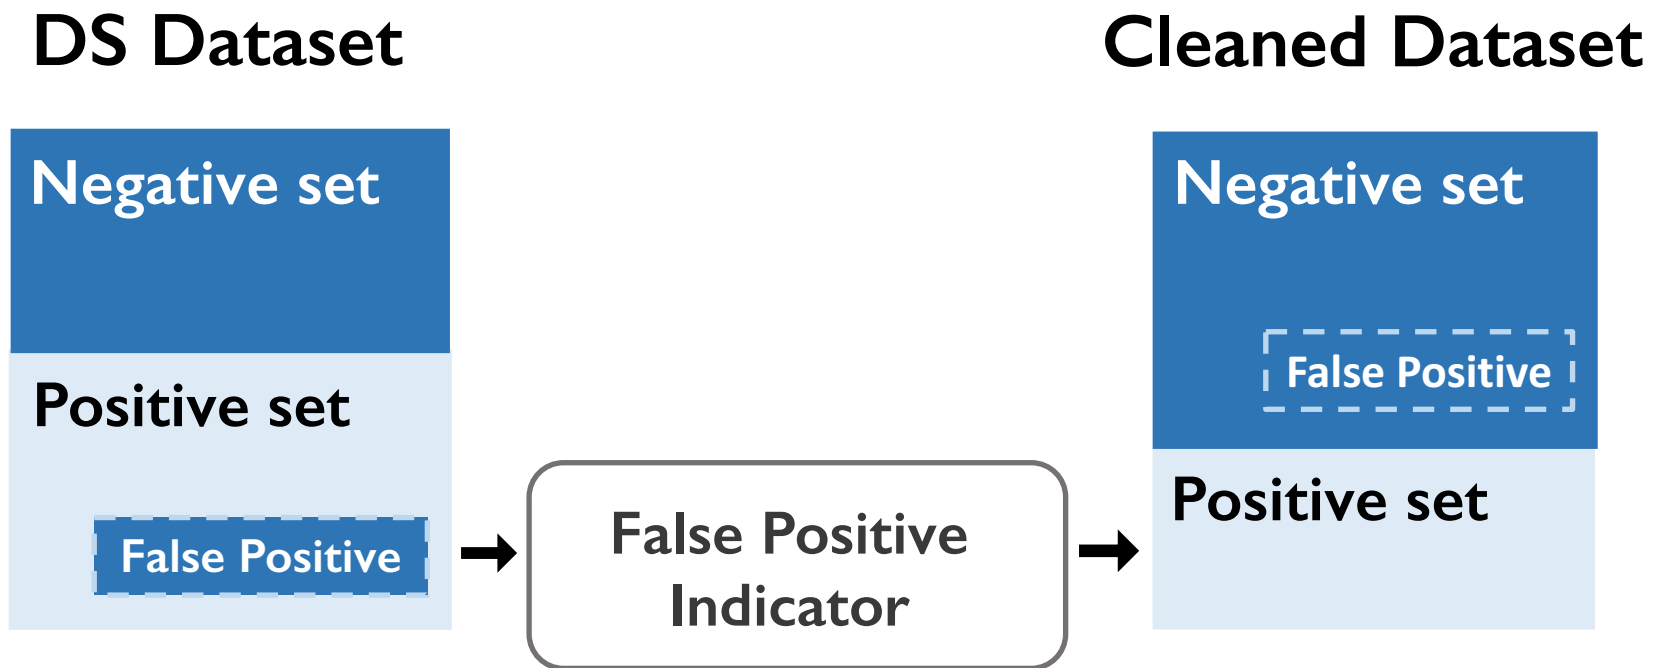 DS Dataset
Negative set
Positive set
False Positive
False Positive
Indicator
Cleaned Dataset
Negative set
False Positive
Positive set